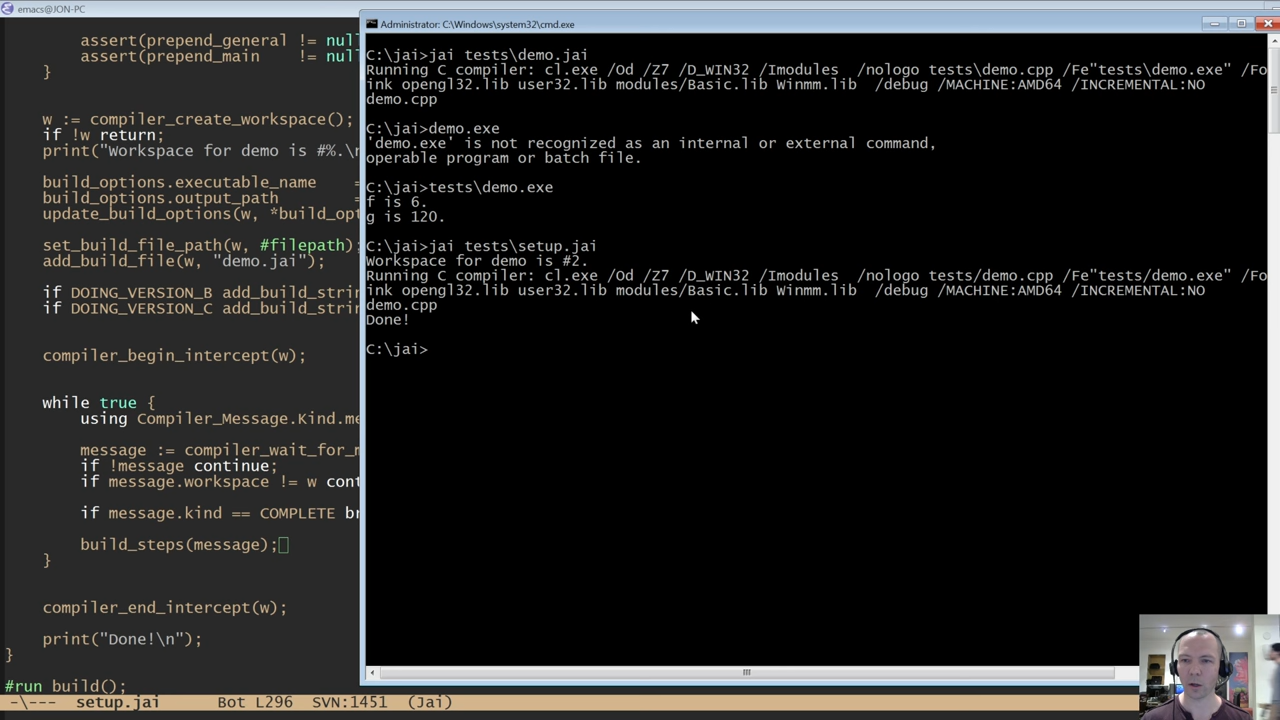 emacs@JON-PC
assert(prepend_general != nul
assert(prepend_main    != nul
}
w := compiler_create_workspace();
if !w return;
print("Workspace for demo is #%.\n
build_options.executable_name    =
build_options.output_path        =
update_build_options(w, *build_opt
set_build_file_path(w, #filepath);
add_build_file(w, "demo.jai");
if DOING_VERSION_B add_build_strin
if DOING_VERSION_C add_build_strin
compiler_begin_intercept(w);
while true {
using Compiler_Message.Kind.me
message := compiler_wait_for_m
if !message continue;
if message.workspace != w cont
if message.kind == COMPLETE br
build_steps(message);
}
compiler_end_intercept(w);
print("Done!\n");
}
#run build();
-\---  setup.jai      Bot L296  SVN:1451  (Jai)
Administrator: C:\Windows\system32\cmd.exe
C:\jai>jai tests\demo.jai
Running C compiler: cl.exe /Od /Z7 /D_WIN32 /Imodules  /nologo tests\demo.cpp /Fe"tests\demo.exe" /Fo
ink opengl32.lib user32.lib modules/Basic.lib Winmm.lib  /debug /MACHINE:AMD64 /INCREMENTAL:NO
demo.cpp
C:\jai>demo.exe
'demo.exe' is not recognized as an internal or external command,
operable program or batch file.
C:\jai>tests\demo.exe
f is 6.
g is 120.
C:\jai>jai tests\setup.jai
Workspace for demo is #2.
Running C compiler: cl.exe /Od /Z7 /D_WIN32 /Imodules  /nologo tests/demo.cpp /Fe"tests/demo.exe" /Fo
ink opengl32.lib user32.lib modules/Basic.lib Winmm.lib  /debug /MACHINE:AMD64 /INCREMENTAL:NO
demo.cpp
Done!
C:\jai>